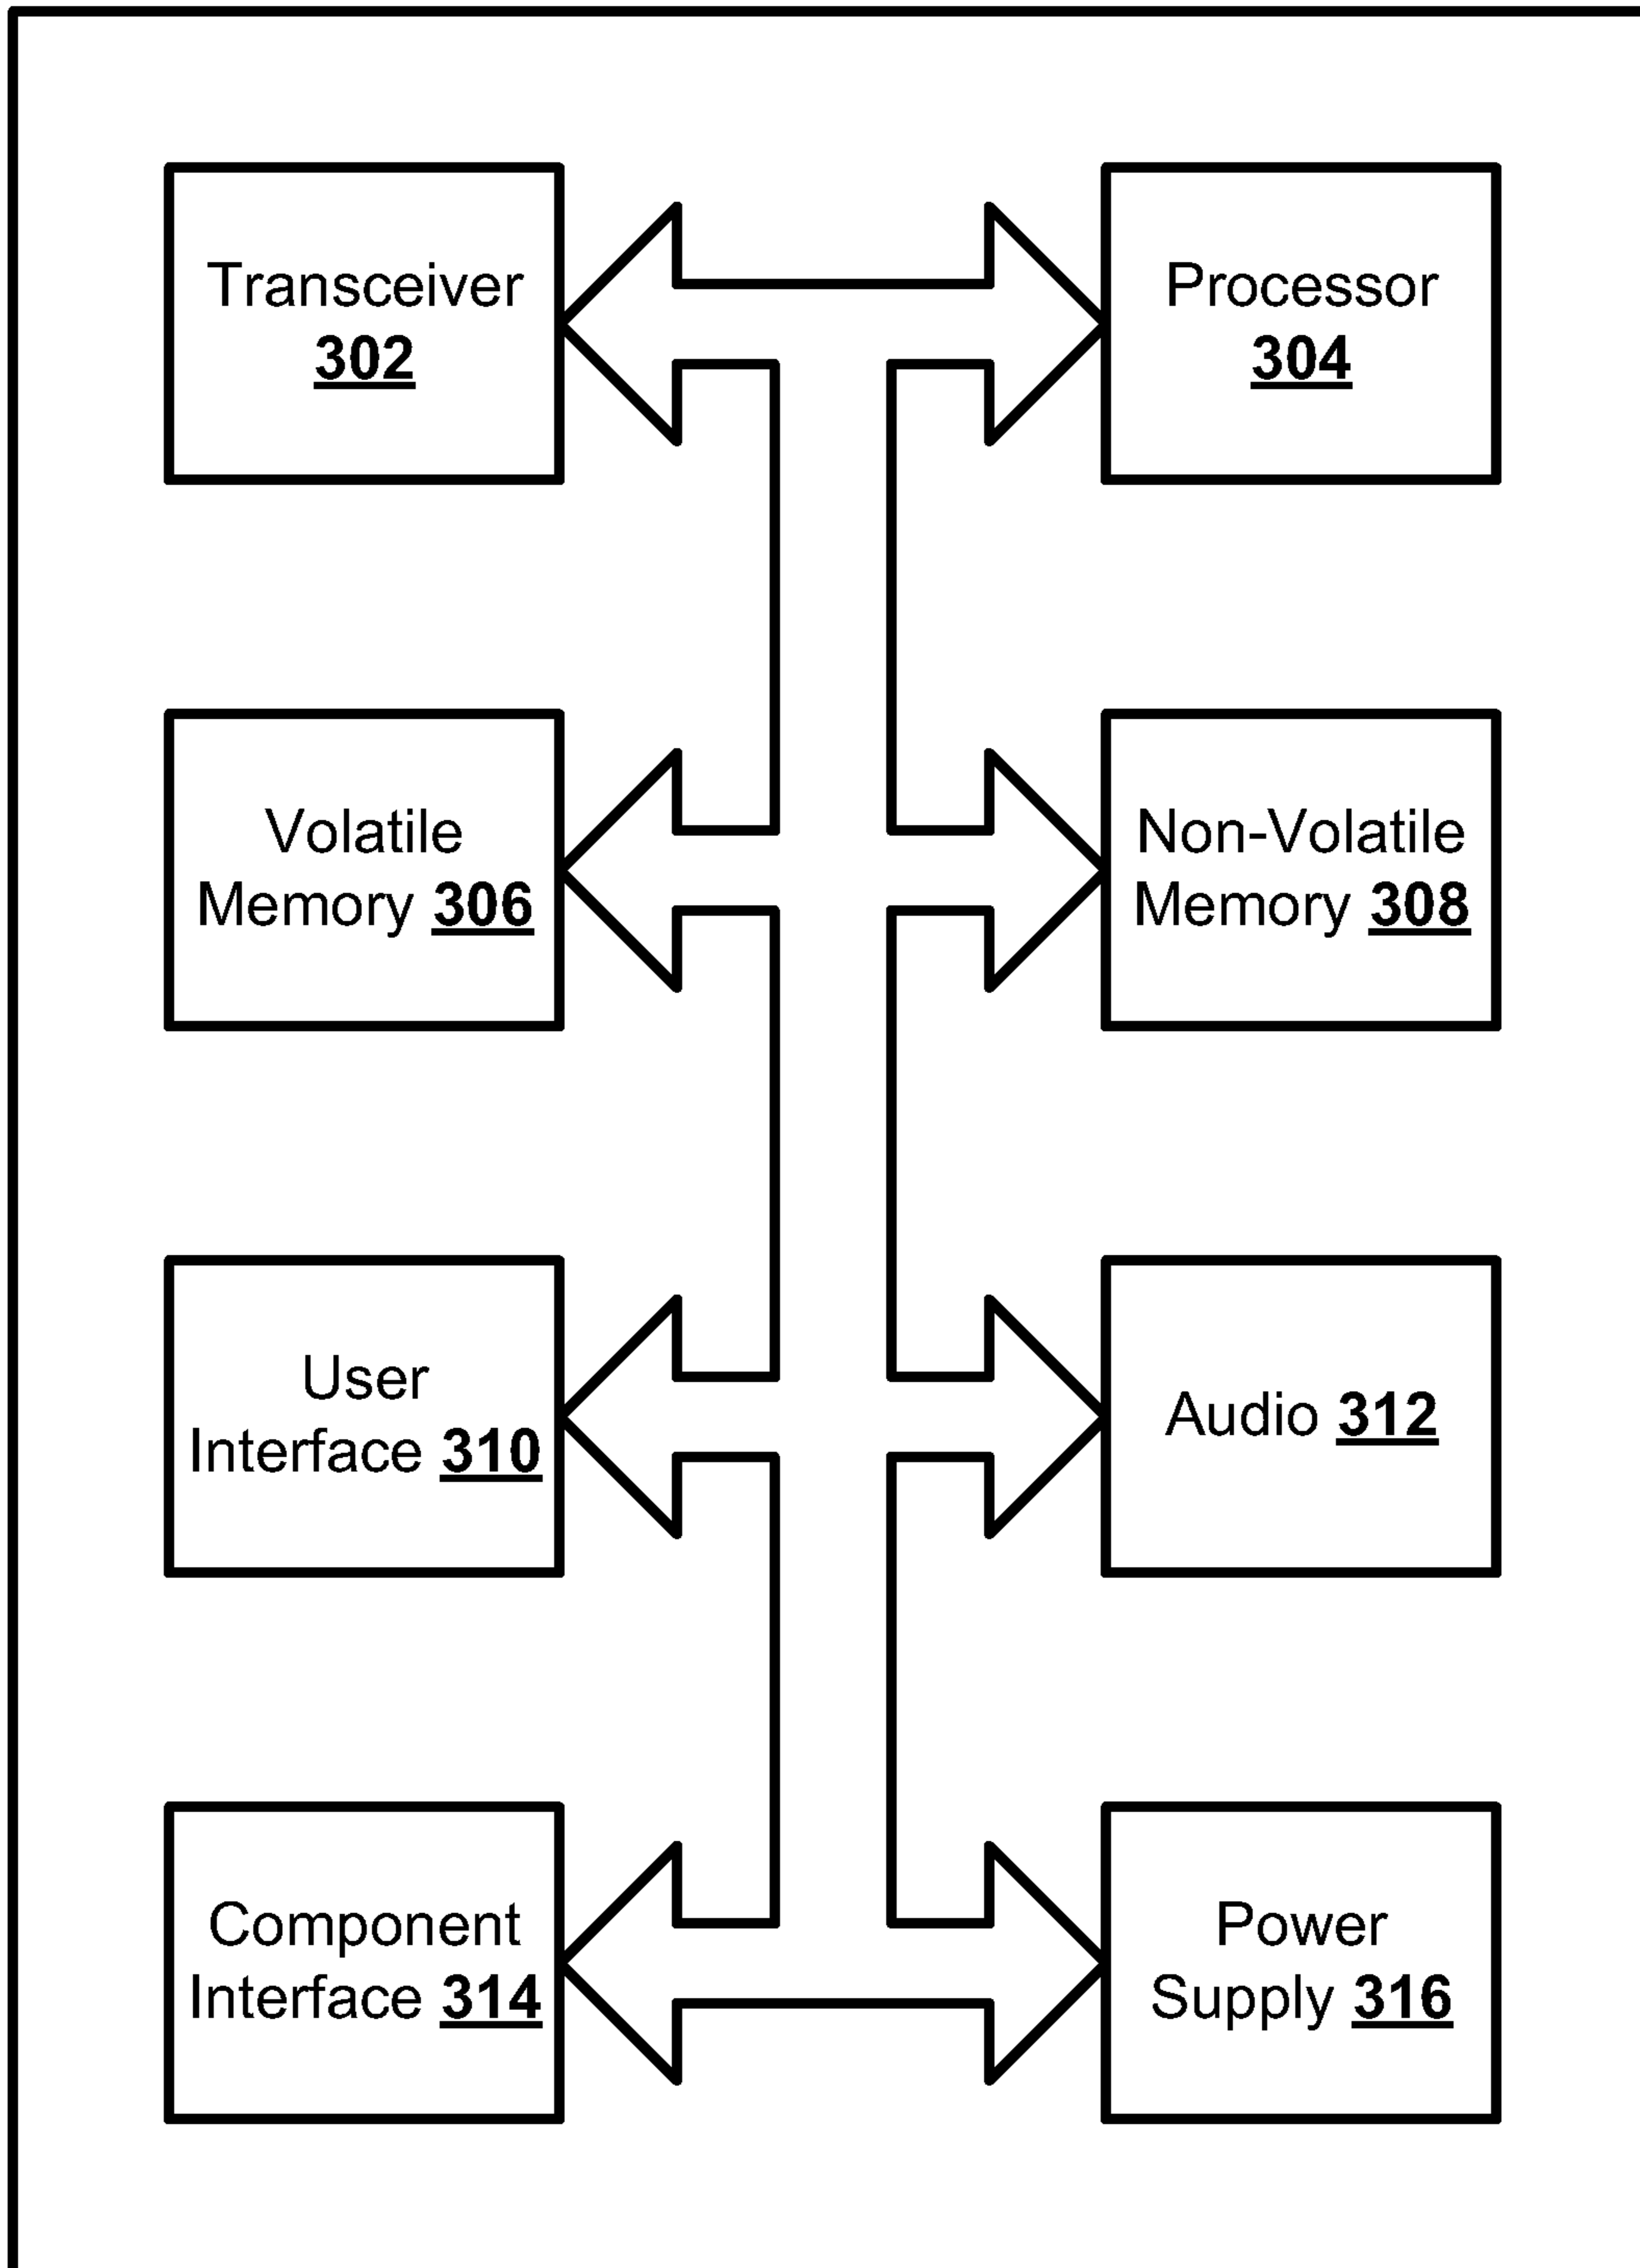 Transceiver
302
Processor
304
Volatile
Memory 306
Non-Volatile
Memory 308
User
Interface 310
Audio 312
Component
Interface 314
Power
Supply 316